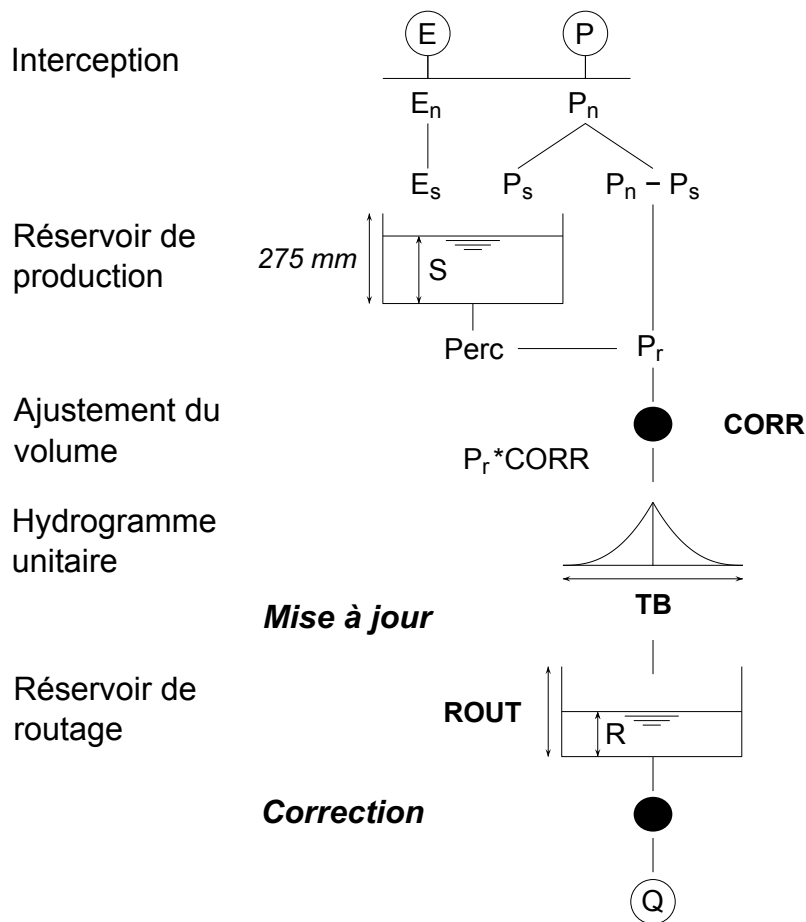 E P
Interception
Eₙ Pₙ
Eₛ Pₛ Pₙ – Pₛ
Réservoir de
production
275 mm
S
Perc Pᵣ
Ajustement du
volume
CORR
Pᵣ*CORR
Hydrogramme
unitaire
TB
Mise à jour
Réservoir de
routage
ROUT
R
Correction
Q